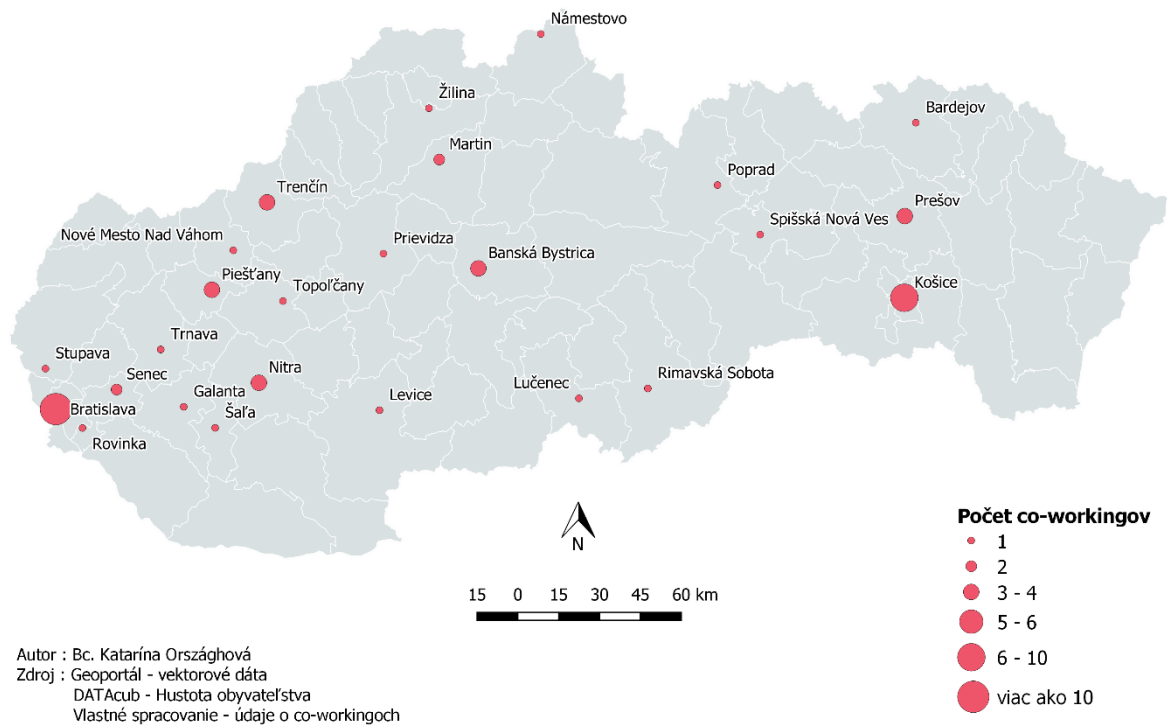 Námestovo
Žilina
Bardejov
Martin
Poprad
Trenčín
Prešov
Spišská Nová Ves
Nové Mesto Nad Váhom
Prievidza
Banská Bystrica
Piešťany
Topoľčany
Košice
Trnava
Stupava
Senec
Nitra
Rimavská Sobota
Lučenec
Galanta
Levice
Bratislava
Šaľa
Rovinka
N
15 0 15 30 45 60 km
Počet co-workingov
1
2
3 - 4
5 - 6
6 - 10
viac ako 10
Autor : Bc. Katarína Országhová
Zdroj : Geoportál - vektorové dáta
DATAcub - Hustota obyvateľstva
Vlastné spracovanie - údaje o co-workingoch